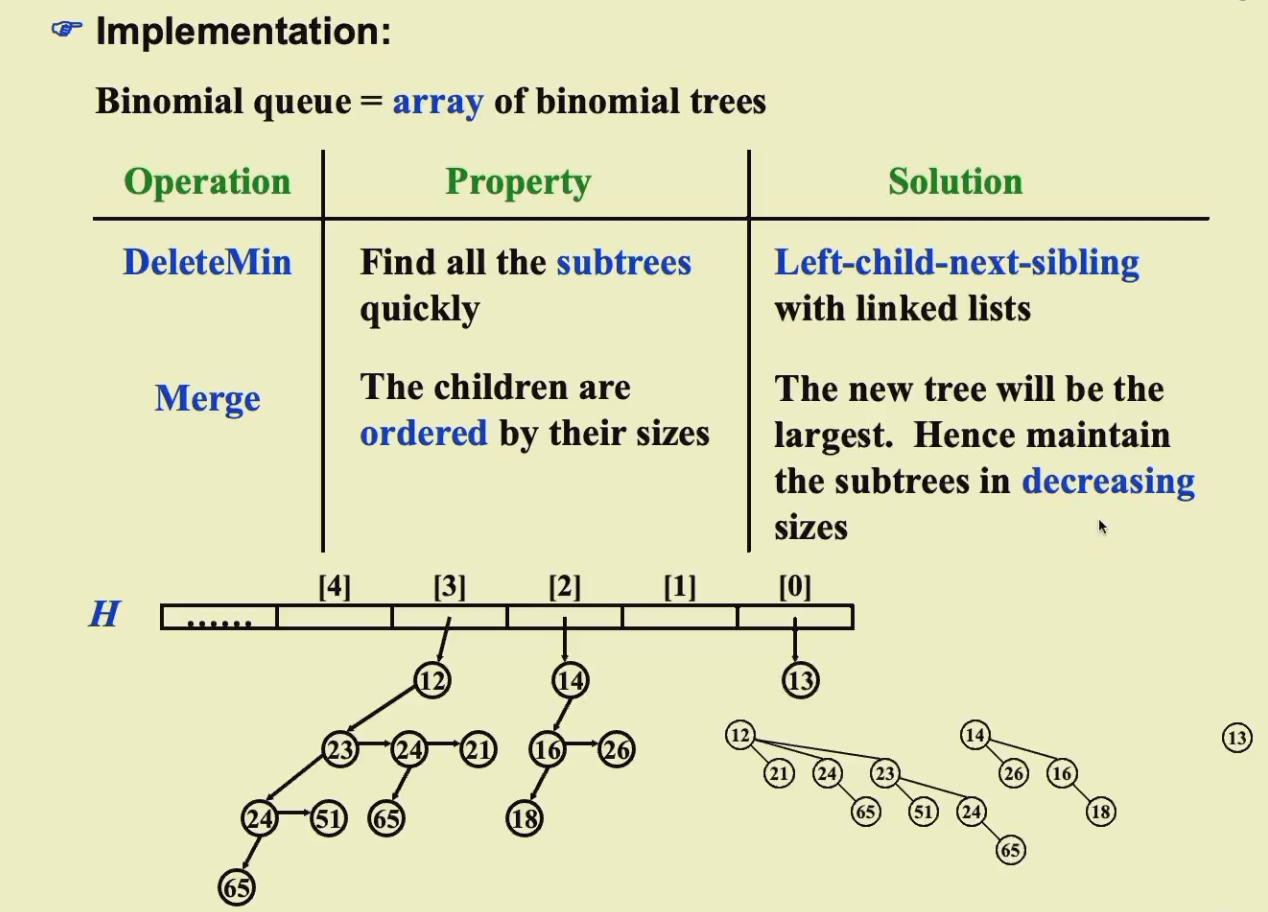 Implementation:
Binomial queue = array of binomial trees
Operation Property Solution
DeleteMin
Find all the subtrees
quickly
Left-child-next-sibling
with linked lists
Merge
The children are
ordered by their sizes
The new tree will be the
largest. Hence maintain
the subtrees in decreasing
sizes
[4] [3] [2] [1] [0]
H ......
12 14 13
23 24 21 16 26
24 51 65 18
65
12 14 13
21 24 23 26 16
65 51 24 18
65